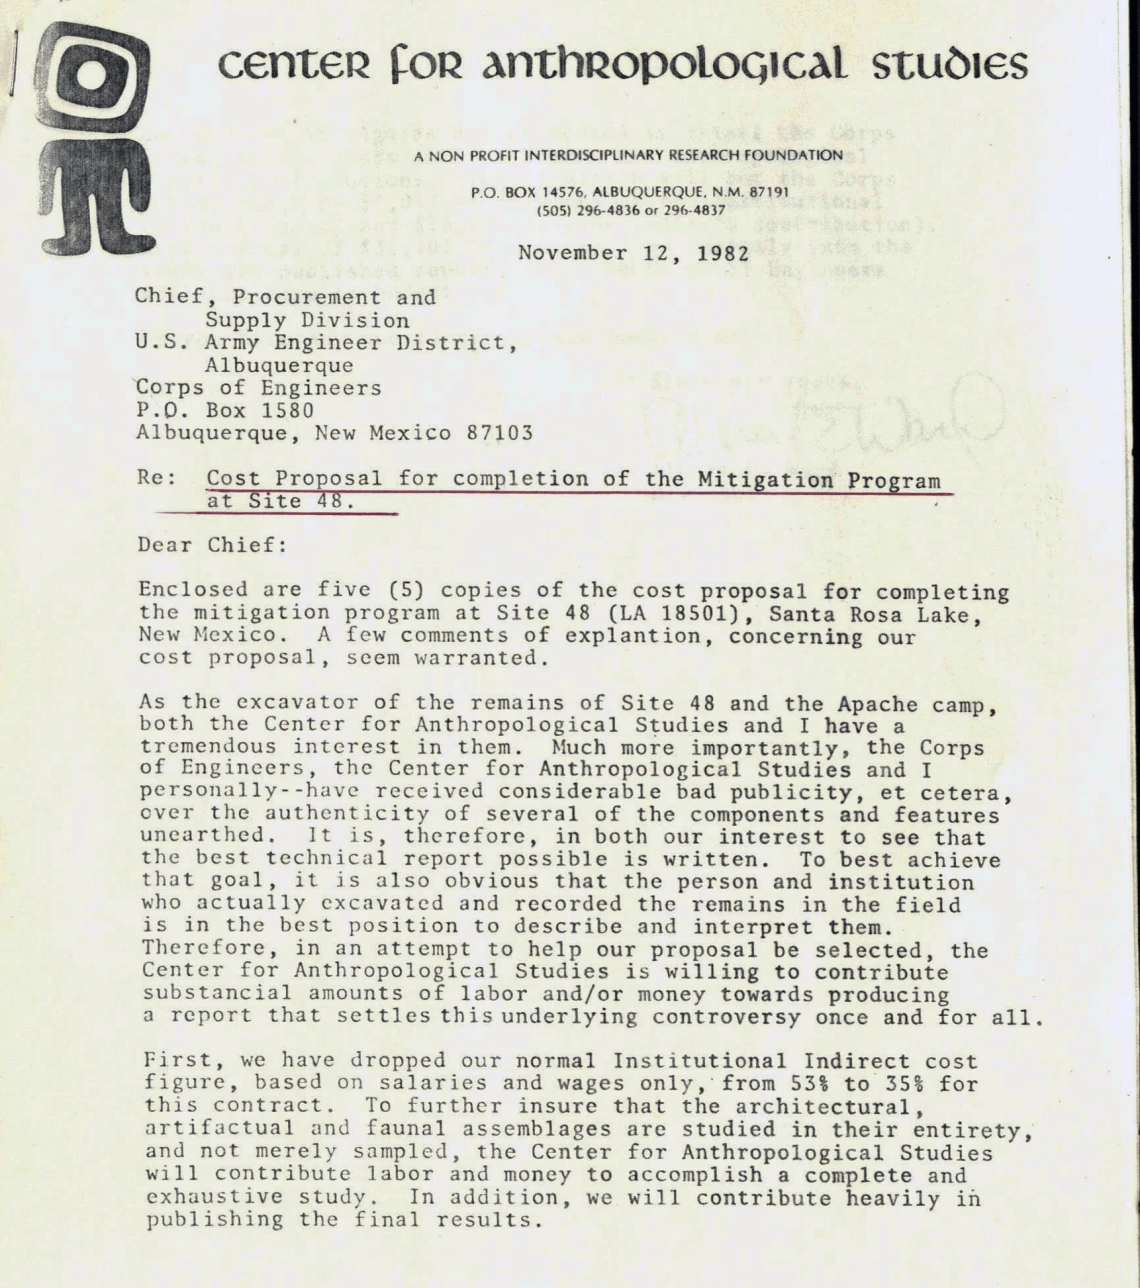 CENTER FOR ANTHROPOLOGICAL STUDIES
A NON PROFIT INTERDISCIPLINARY RESEARCH FOUNDATION
P.O. BOX 14576, ALBUQUERQUE, N.M. 87191
(505) 296-4836 or 296-4837
November 12, 1982
Chief, Procurement and
Supply Division
U.S. Army Engineer District,
Albuquerque
Corps of Engineers
P.O. Box 1580
Albuquerque, New Mexico 87103
Re: Cost Proposal for completion of the Mitigation Program
at Site 48.
Dear Chief:
Enclosed are five (5) copies of the cost proposal for completing
the mitigation program at Site 48 (LA 18501), Santa Rosa Lake,
New Mexico. A few comments of explantion, concerning our
cost proposal, seem warranted.
As the excavator of the remains of Site 48 and the Apache camp,
both the Center for Anthropological Studies and I have a
tremendous interest in them. Much more importantly, the Corps
of Engineers, the Center for Anthropological Studies and I
personally--have received considerable bad publicity, et cetera,
over the authenticity of several of the components and features
unearthed. It is, therefore, in both our interest to see that
the best technical report possible is written. To best achieve
that goal, it is also obvious that the person and institution
who actually excavated and recorded the remains in the field
is in the best position to describe and interpret them.
Therefore, in an attempt to help our proposal be selected, the
Center for Anthropological Studies is willing to contribute
substancial amounts of labor and/or money towards producing
a report that settles this underlying controversy once and for all.
First, we have dropped our normal Institutional Indirect cost
figure, based on salaries and wages only, from 53% to 35% for
this contract. To further insure that the architectural,
artifactual and faunal assemblages are studied in their entirety,
and not merely sampled, the Center for Anthropological Studies
will contribute labor and money to accomplish a complete and
exhaustive study. In addition, we will contribute heavily in
publishing the final results.